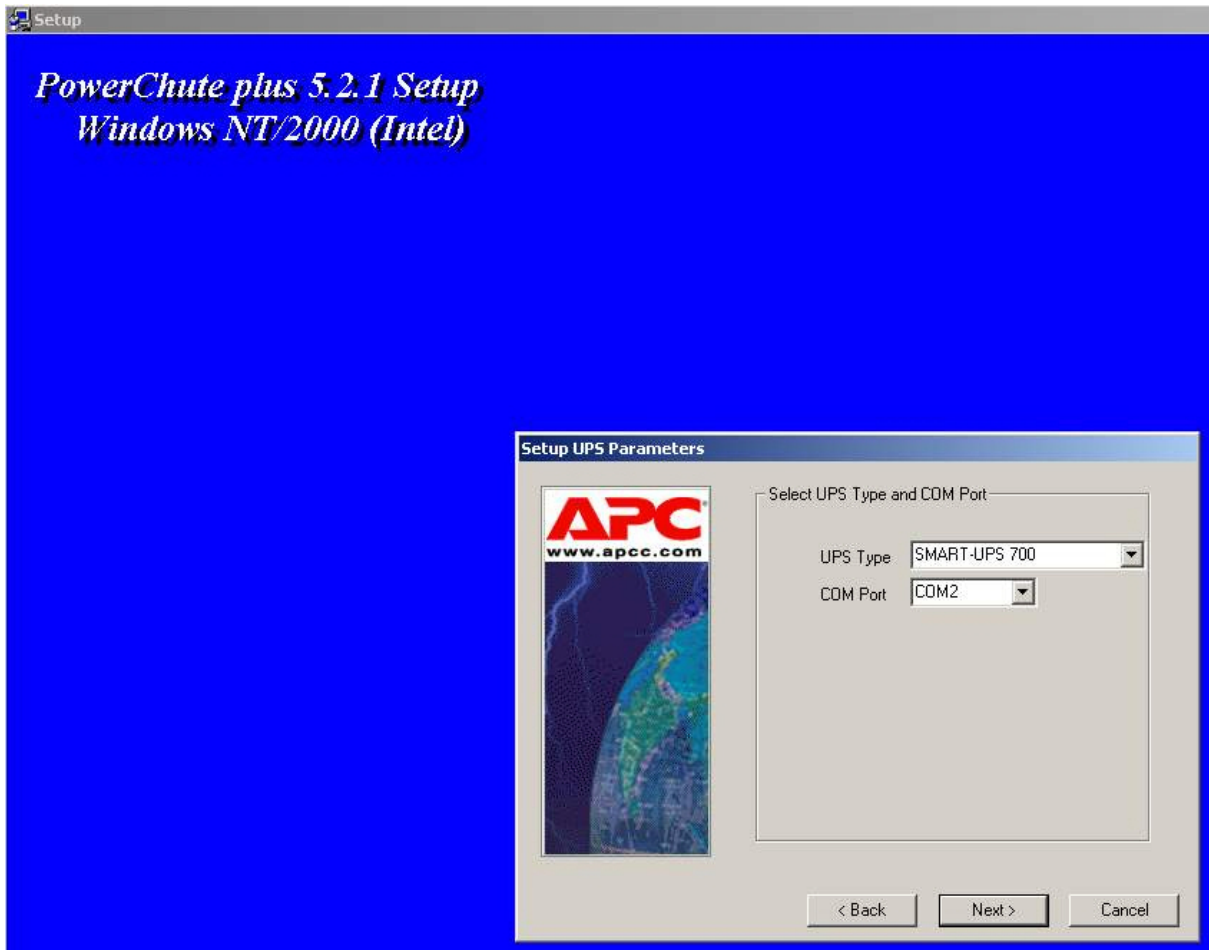 Setup
PowerChute plus 5.2.1 Setup
Windows NT/2000 (Intel)
Setup UPS Parameters
APC
www.apcc.com
Select UPS Type and COM Port
UPS Type SMART-UPS 700
COM Port COM2
< Back Next > Cancel